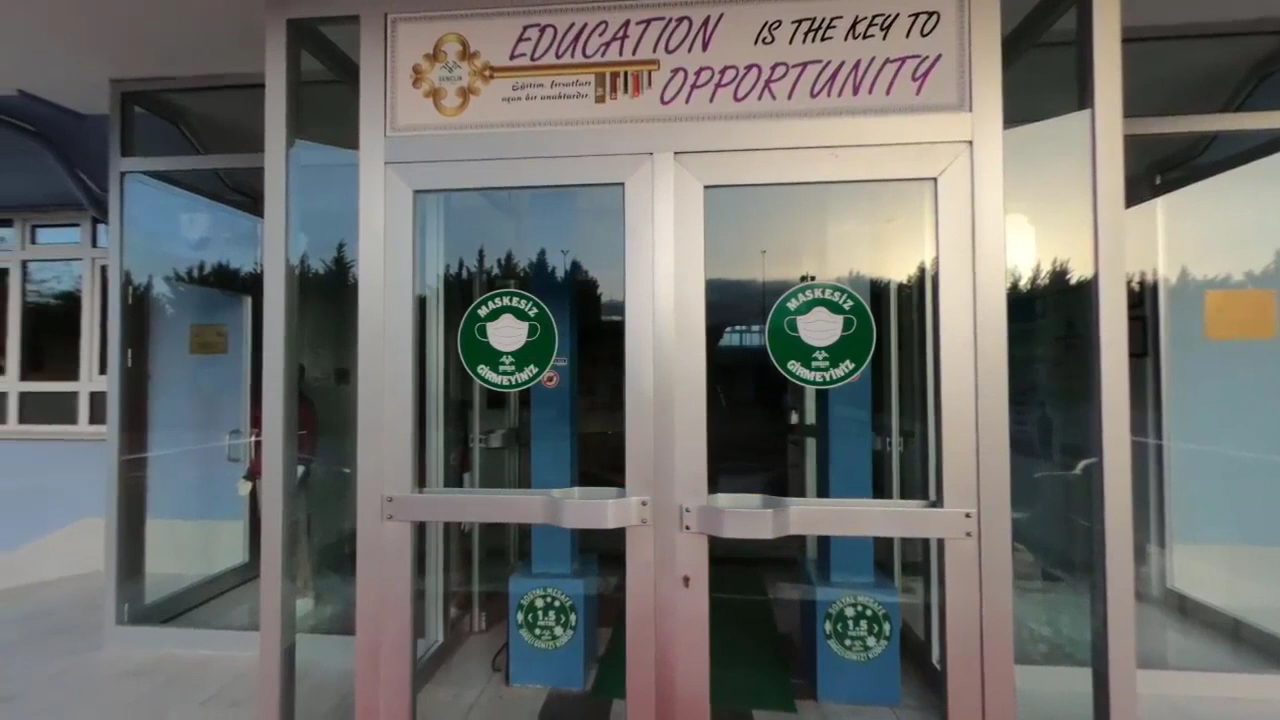 EDUCATION IS THE KEY TO
OPPORTUNITY
Eğitim, fırsatları
açan bir anahtardır.
MASKESİZ
GİRMEYİNİZ
MASKESİZ
GİRMEYİNİZ
SOSYAL MESAFE
1.5
METRE
SOSYAL MESAFE
1.5
METRE